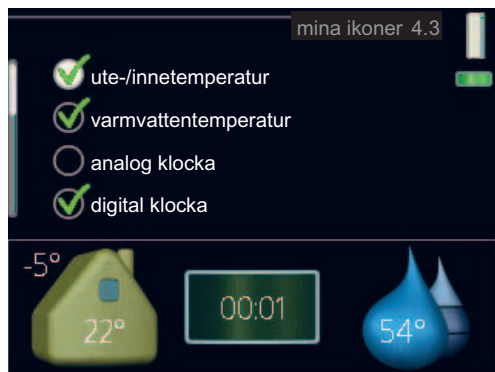 mina ikoner 4.3
ute-/innetemperatur
varmvattentemperatur
analog klocka
digital klocka
-5°
22°
00:01
54°